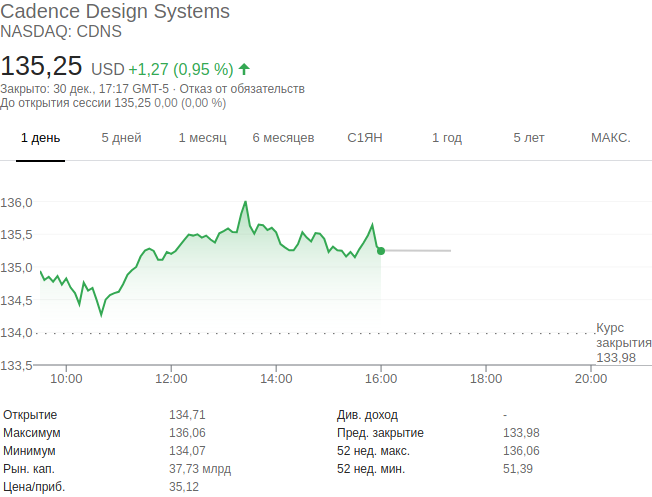 Cadence Design Systems
NASDAQ: CDNS
135,25 USD +1,27 (0,95 %)
Закрыто: 30 дек., 17:17 GMT-5 · Отказ от обязательств
До открытия сессии 135,25 0,00 (0,00 %)
1 день 5 дней 1 месяц 6 месяцев С1ЯН 1 год 5 лет МАКС.
136,0
135,5
135,0
134,5
134,0
133,5
Курс
закрытия
133,98
10:00 12:00 14:00 16:00 18:00 20:00
Открытие 134,71 Див. доход -
Максимум 136,06 Пред. закрытие 133,98
Минимум 134,07 52 нед. макс. 136,06
Рын. кап. 37,73 млрд 52 нед. мин. 51,39
Цена/приб. 35,12